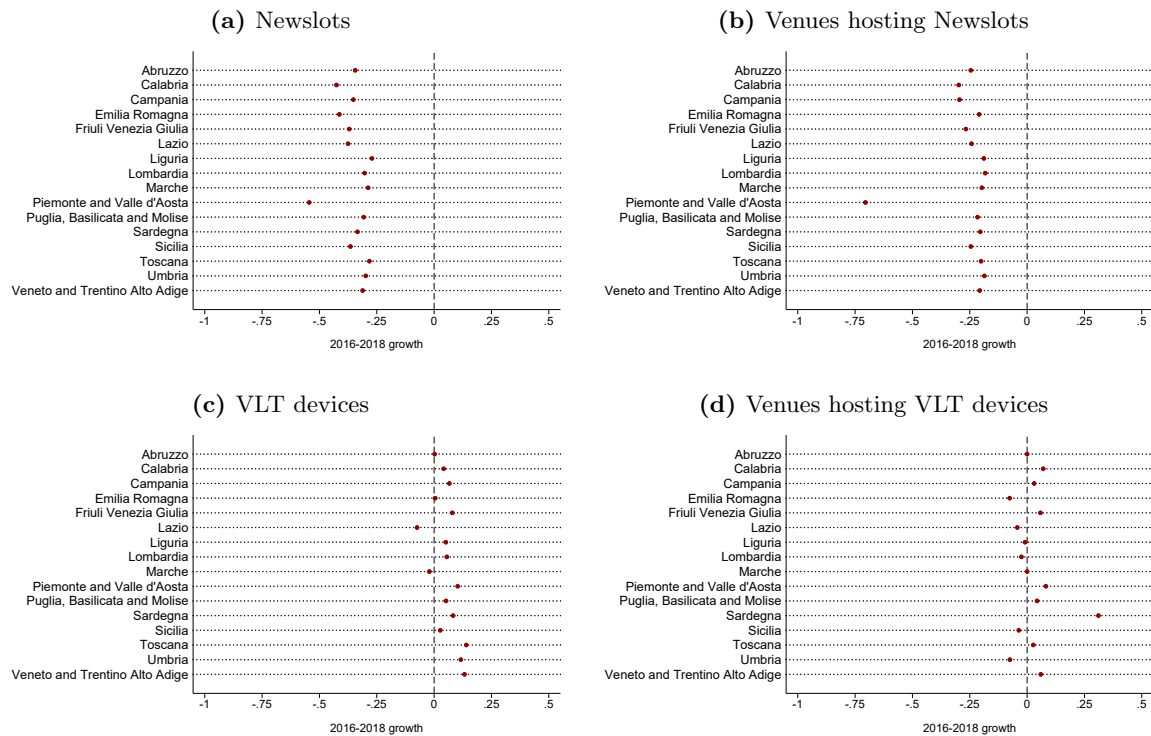 (a) Newslots
Abruzzo
Calabria
Campania
Emilia Romagna
Friuli Venezia Giulia
Lazio
Liguria
Lombardia
Marche
Piemonte and Valle d'Aosta
Puglia, Basilicata and Molise
Sardegna
Sicilia
Toscana
Umbria
Veneto and Trentino Alto Adige
-1 -.75 -.5 -.25 0 .25 .5
2016-2018 growth
(b) Venues hosting Newslots
Abruzzo
Calabria
Campania
Emilia Romagna
Friuli Venezia Giulia
Lazio
Liguria
Lombardia
Marche
Piemonte and Valle d'Aosta
Puglia, Basilicata and Molise
Sardegna
Sicilia
Toscana
Umbria
Veneto and Trentino Alto Adige
-1 -.75 -.5 -.25 0 .25 .5
2016-2018 growth
(c) VLT devices
Abruzzo
Calabria
Campania
Emilia Romagna
Friuli Venezia Giulia
Lazio
Liguria
Lombardia
Marche
Piemonte and Valle d'Aosta
Puglia, Basilicata and Molise
Sardegna
Sicilia
Toscana
Umbria
Veneto and Trentino Alto Adige
-1 -.75 -.5 -.25 0 .25 .5
2016-2018 growth
(d) Venues hosting VLT devices
Abruzzo
Calabria
Campania
Emilia Romagna
Friuli Venezia Giulia
Lazio
Liguria
Lombardia
Marche
Piemonte and Valle d'Aosta
Puglia, Basilicata and Molise
Sardegna
Sicilia
Toscana
Umbria
Veneto and Trentino Alto Adige
-1 -.75 -.5 -.25 0 .25 .5
2016-2018 growth